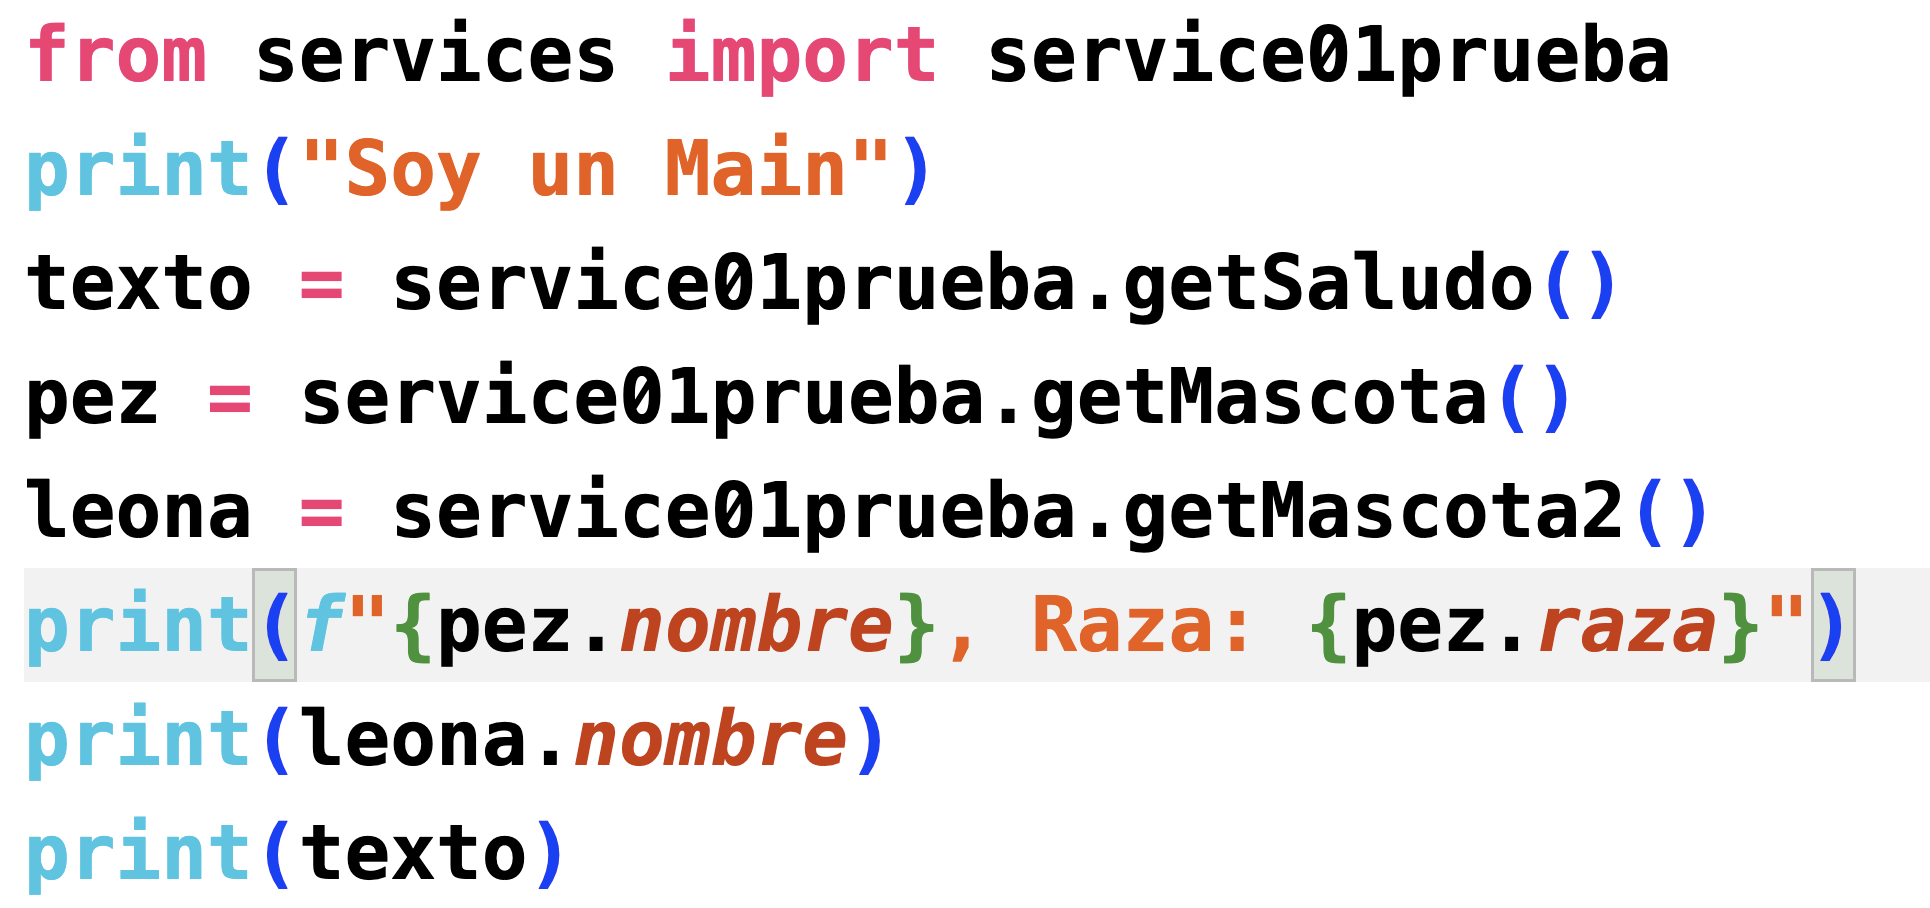 from services import service01prueba
print("Soy un Main")
texto = service01prueba.getSaludo()
pez = service01prueba.getMascota()
leona = service01prueba.getMascota2()
print(f"{pez.nombre}, Raza: {pez.raza}")
print(leona.nombre)
print(texto)